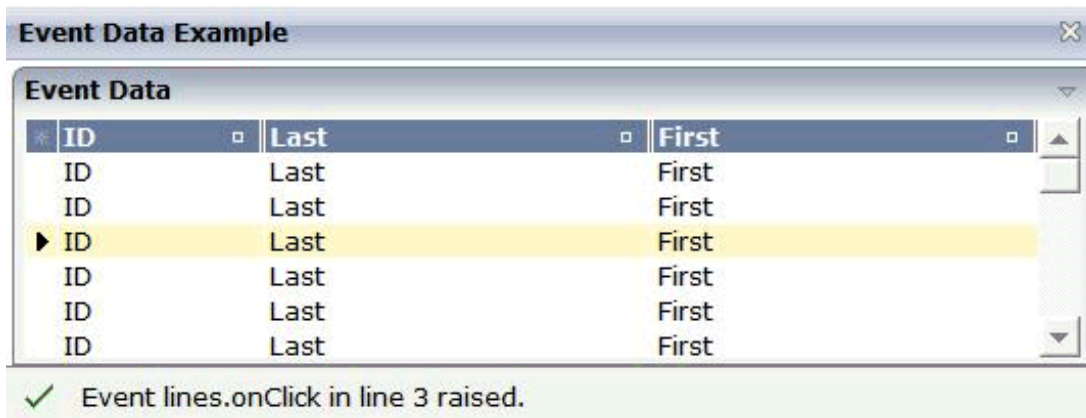 Event Data Example
Event Data
ID Last First
ID Last First
ID Last First
ID Last First
ID Last First
ID Last First
ID Last First
Event lines.onClick in line 3 raised.